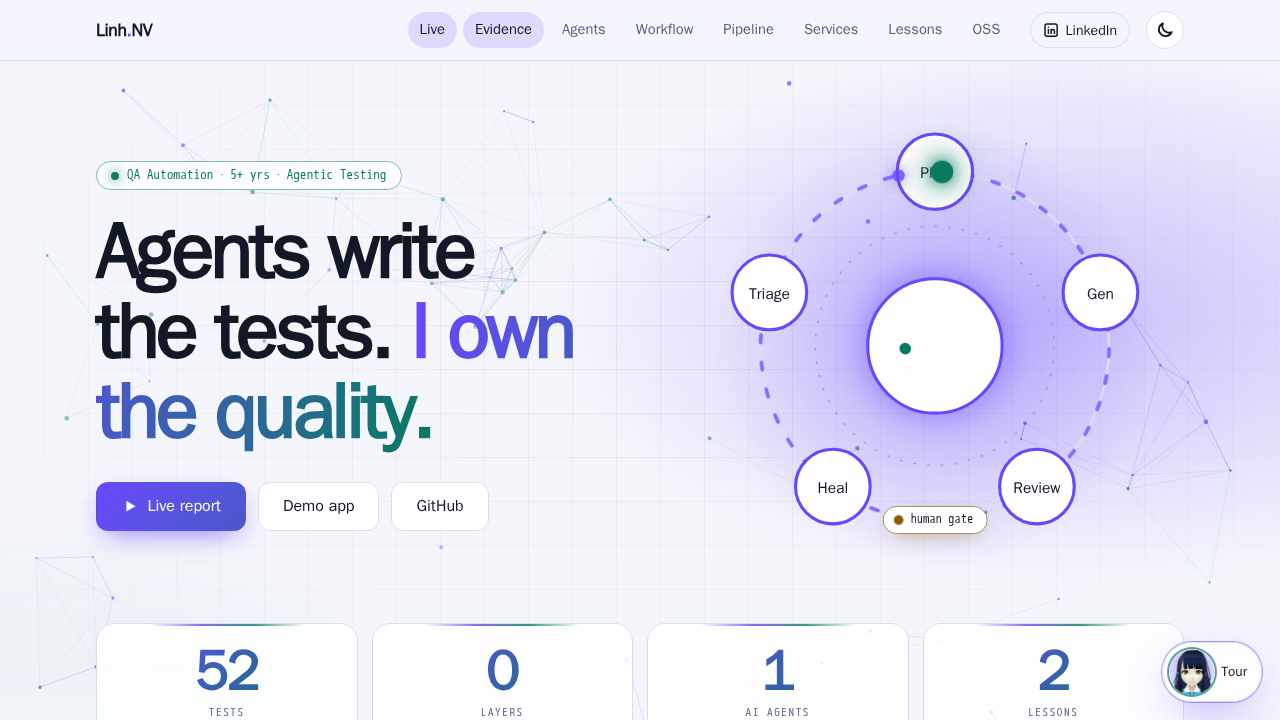 Linh.NV
Live
Evidence
Agents
Workflow
Pipeline
Services
Lessons
OSS
LinkedIn
QA Automation · 5+ yrs · Agentic Testing
Agents write
the tests. I own
the quality.
Live report
Demo app
GitHub
Triage
Gen
Heal
Review
human gate
52
TESTS
0
LAYERS
1
AI AGENTS
2
LESSONS
Tour